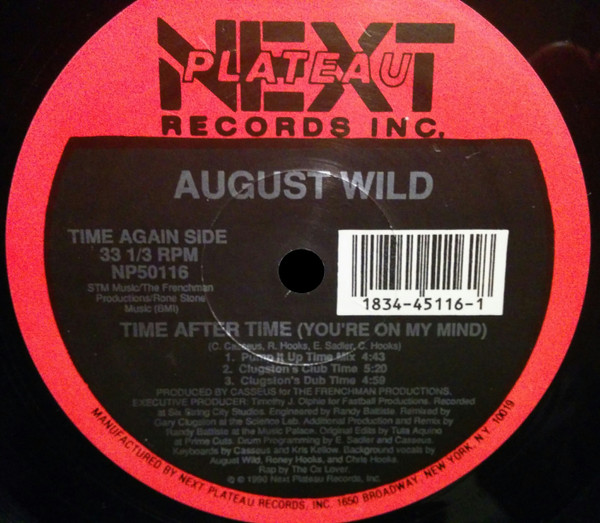 NEXT
PLATEAU
RECORDS INC.
AUGUST WILD
TIME AGAIN SIDE
33 1/3 RPM
NP50116
STM Music/The Frenchman
Productions/Rone Stone
Music (BMI)
1834-45116-1
TIME AFTER TIME (YOU'RE ON MY MIND)
(C. Casseus, R. Hooks, E. Sadler, C. Hooks)
1. Pump It Up Time Mix 4:43
2. Clugston's Club Time 5:20
3. Clugston's Dub Time 4:59
PRODUCED BY CASSEUS for THE FRENCHMAN PRODUCTIONS.
EXECUTIVE PRODUCER: Timothy J. Olphie for Fastball Productions. Recorded
at Six String City Studios. Engineered by Randy Battiste. Remixed by
Gary Clugston at the Science Lab. Additional Production and Remix by
Randy Battiste at the Music Palace. Original Edits by Tuta Aquino
at Prime Cuts. Drum Programming by E. Sadler and Casseus.
Keyboards by Casseus and Kris Kellow. Background vocals by
August Wild, Roney Hooks, and Chris Hooks.
Rap by The Ox Lover.
℗ © 1990 Next Plateau Records, Inc.
MANUFACTURED BY NEXT PLATEAU RECORDS, INC. 1650 BROADWAY, NEW YORK, N.Y. 10019